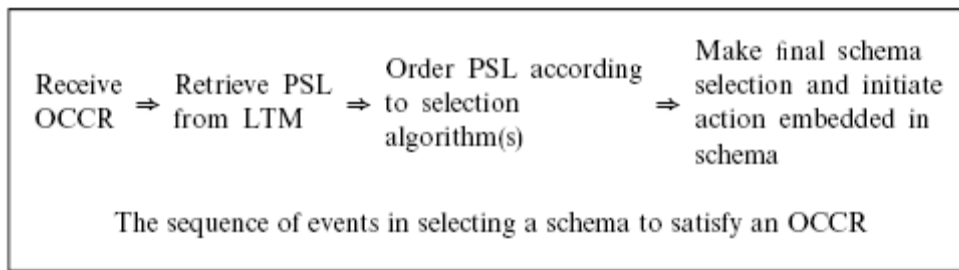 Receive
OCCR
⇒
Retrieve PSL
from LTM
⇒
Order PSL according
to selection
algorithm(s)
⇒
Make final schema
selection and initiate
action embedded in
schema
The sequence of events in selecting a schema to satisfy an OCCR